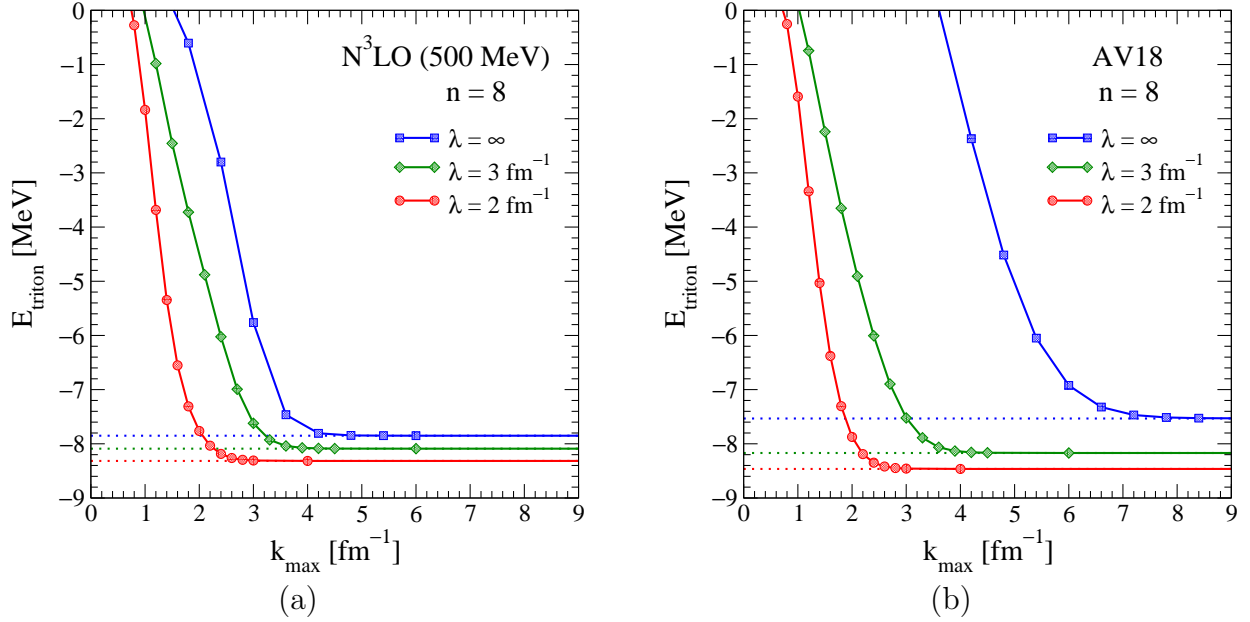 N³LO (500 MeV)
n = 8
λ = ∞
λ = 3 fm⁻¹
λ = 2 fm⁻¹
0
−1
−2
−3
−4
−5
−6
−7
−8
−9
E_triton [MeV]
0 1 2 3 4 5 6 7 8 9
k_max [fm⁻¹]
(a)
AV18
n = 8
λ = ∞
λ = 3 fm⁻¹
λ = 2 fm⁻¹
0
−1
−2
−3
−4
−5
−6
−7
−8
−9
E_triton [MeV]
0 1 2 3 4 5 6 7 8 9
k_max [fm⁻¹]
(b)